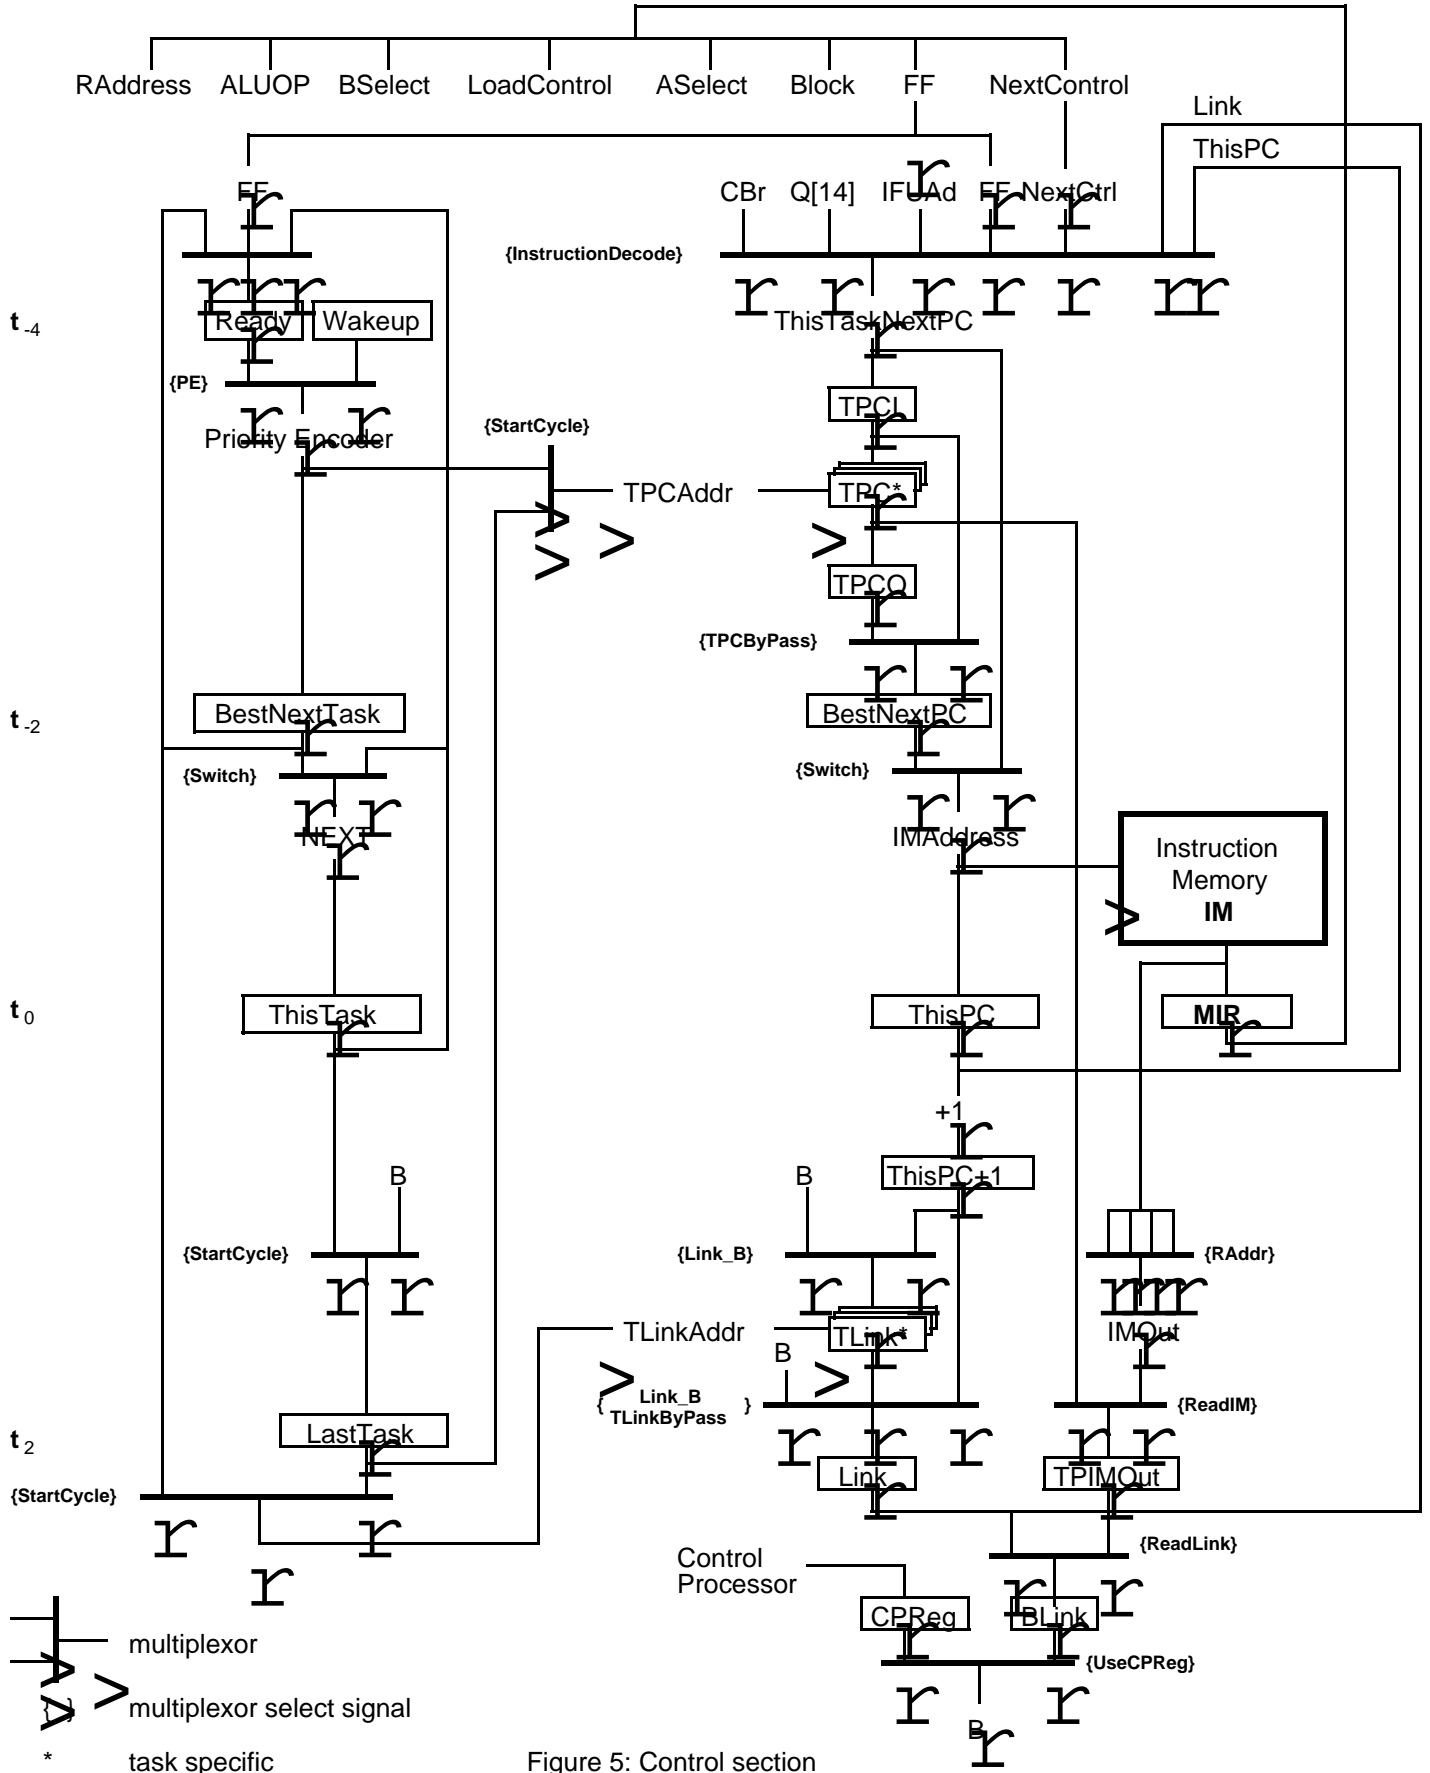 RAddress ALUOP BSelect LoadControl ASelect Block FF NextControl
Link
ThisPC
FF CBr Q[14] IFUAd FF NextCtrl
{InstructionDecode}
t -4 Ready Wakeup ThisTaskNextPC
{PE}
TPCI
Priority Encoder {StartCycle}
TPCAddr TPC*
TPCO
{TPCByPass}
t -2 BestNextTask BestNextPC
{Switch} {Switch}
NEXT IMAddress
Instruction
Memory
IM
t 0 ThisTask ThisPC MIR
+1
B B ThisPC+1
{StartCycle} {Link_B} {RAddr}
TLinkAddr TLink* IMOut
B
{ Link_B } {ReadIM}
TLinkByPass
t 2 LastTask
Link TPIMOut
{StartCycle}
{ReadLink}
Control
Processor
CPReg BLink
multiplexor {UseCPReg}
{ } multiplexor select signal
B
* task specific Figure 5: Control section